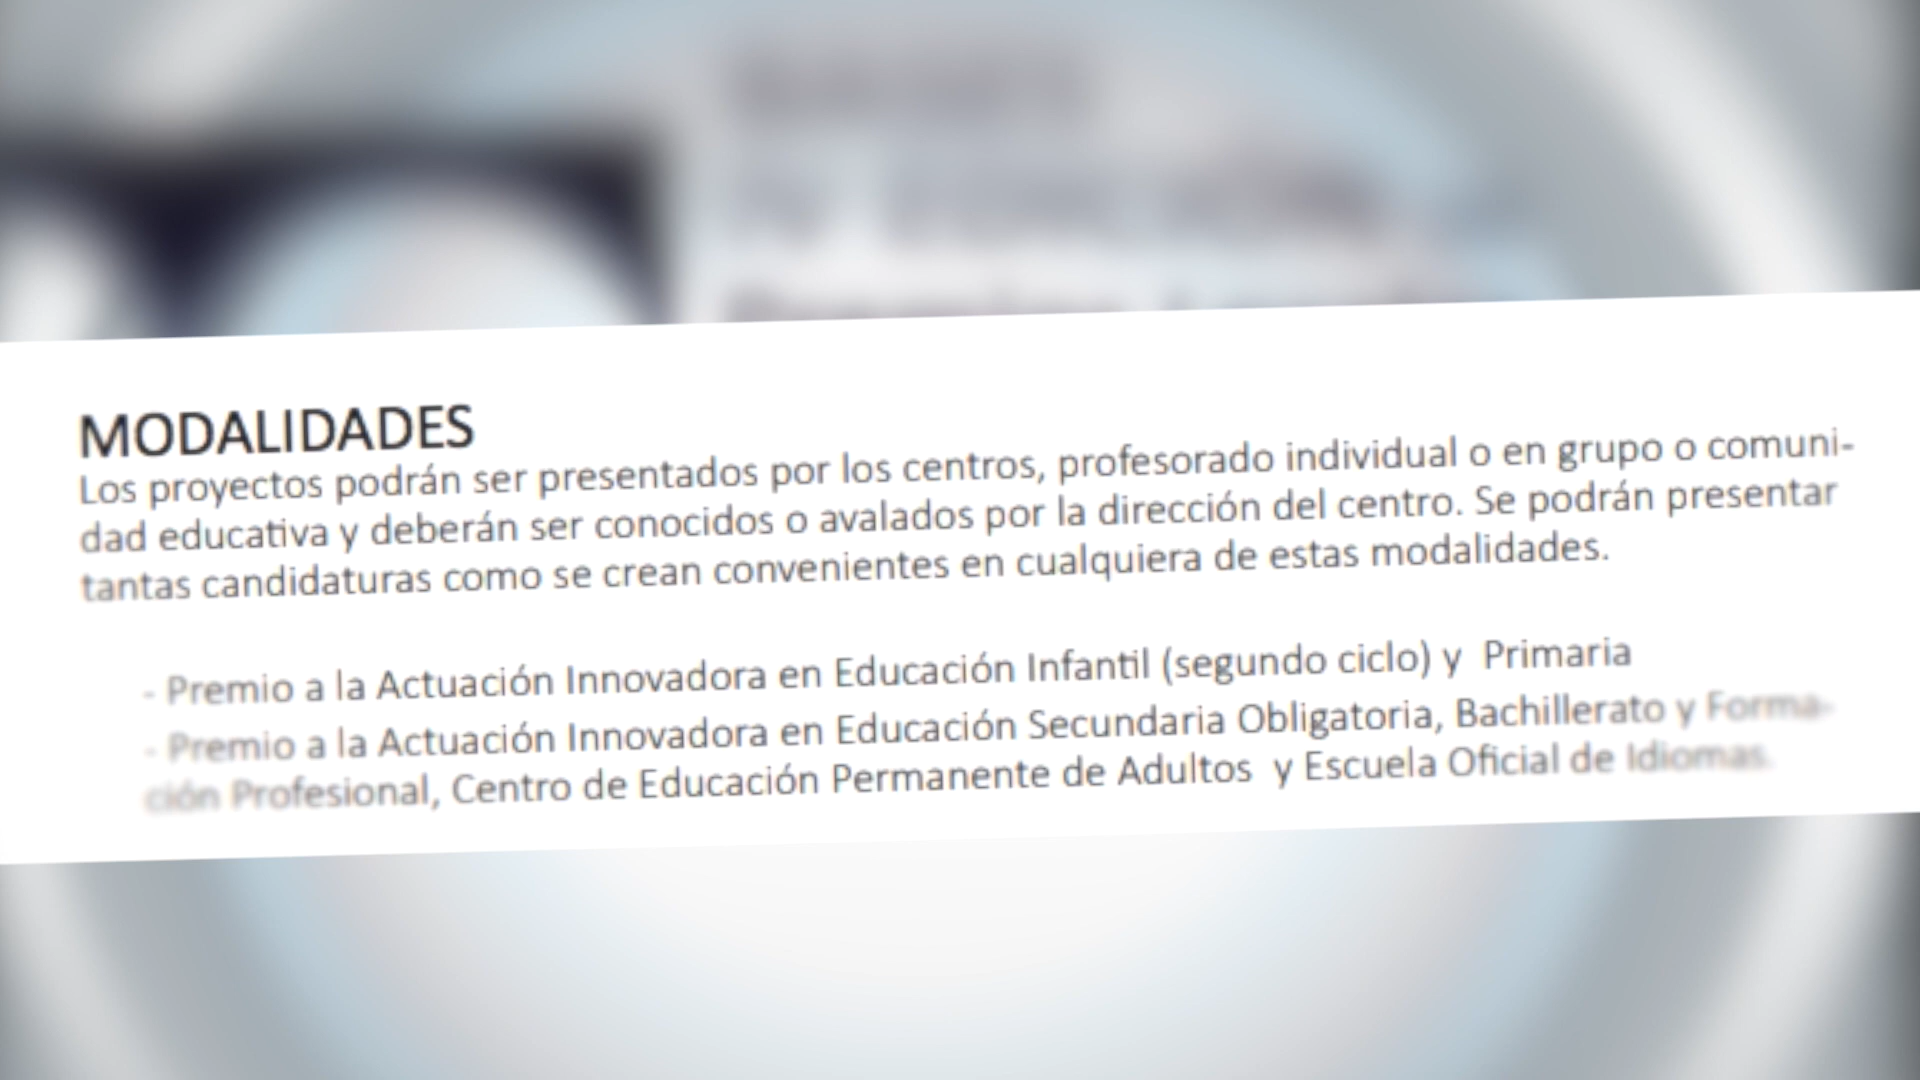 MODALIDADES
Los proyectos podrán ser presentados por los centros, profesorado individual o en grupo o comuni-
dad educativa y deberán ser conocidos o avalados por la dirección del centro. Se podrán presentar
tantas candidaturas como se crean convenientes en cualquiera de estas modalidades.
- Premio a la Actuación Innovadora en Educación Infantil (segundo ciclo) y  Primaria
- Premio a la Actuación Innovadora en Educación Secundaria Obligatoria, Bachillerato y Forma-
ción Profesional, Centro de Educación Permanente de Adultos  y Escuela Oficial de Idiomas.